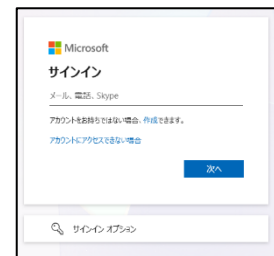 Microsoft
サインイン
メール、電話、Skype
アカウントをお持ちではない場合、作成できます。
アカウントにアクセスできない場合
次へ
サインイン オプション